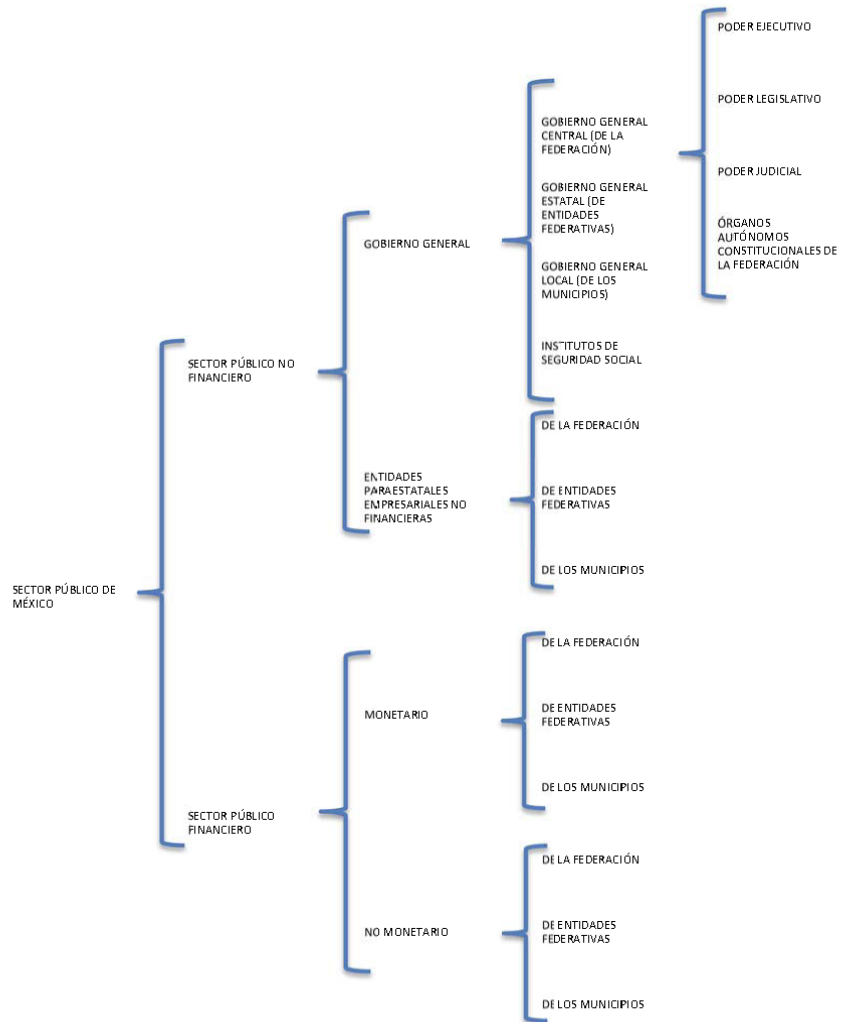 SECTOR PÚBLICO DE
MÉXICO
SECTOR PÚBLICO NO
FINANCIERO
GOBIERNO GENERAL
GOBIERNO GENERAL
CENTRAL (DE LA
FEDERACIÓN)
PODER EJECUTIVO
PODER LEGISLATIVO
PODER JUDICIAL
ÓRGANOS
AUTÓNOMOS
CONSTITUCIONALES DE
LA FEDERACIÓN
GOBIERNO GENERAL
ESTATAL (DE
ENTIDADES
FEDERATIVAS)
GOBIERNO GENERAL
LOCAL (DE LOS
MUNICIPIOS)
INSTITUTOS DE
SEGURIDAD SOCIAL
ENTIDADES
PARAESTATALES
EMPRESARIALES NO
FINANCIERAS
DE LA FEDERACIÓN
DE ENTIDADES
FEDERATIVAS
DE LOS MUNICIPIOS
SECTOR PÚBLICO
FINANCIERO
MONETARIO
DE LA FEDERACIÓN
DE ENTIDADES
FEDERATIVAS
DE LOS MUNICIPIOS
NO MONETARIO
DE LA FEDERACIÓN
DE ENTIDADES
FEDERATIVAS
DE LOS MUNICIPIOS